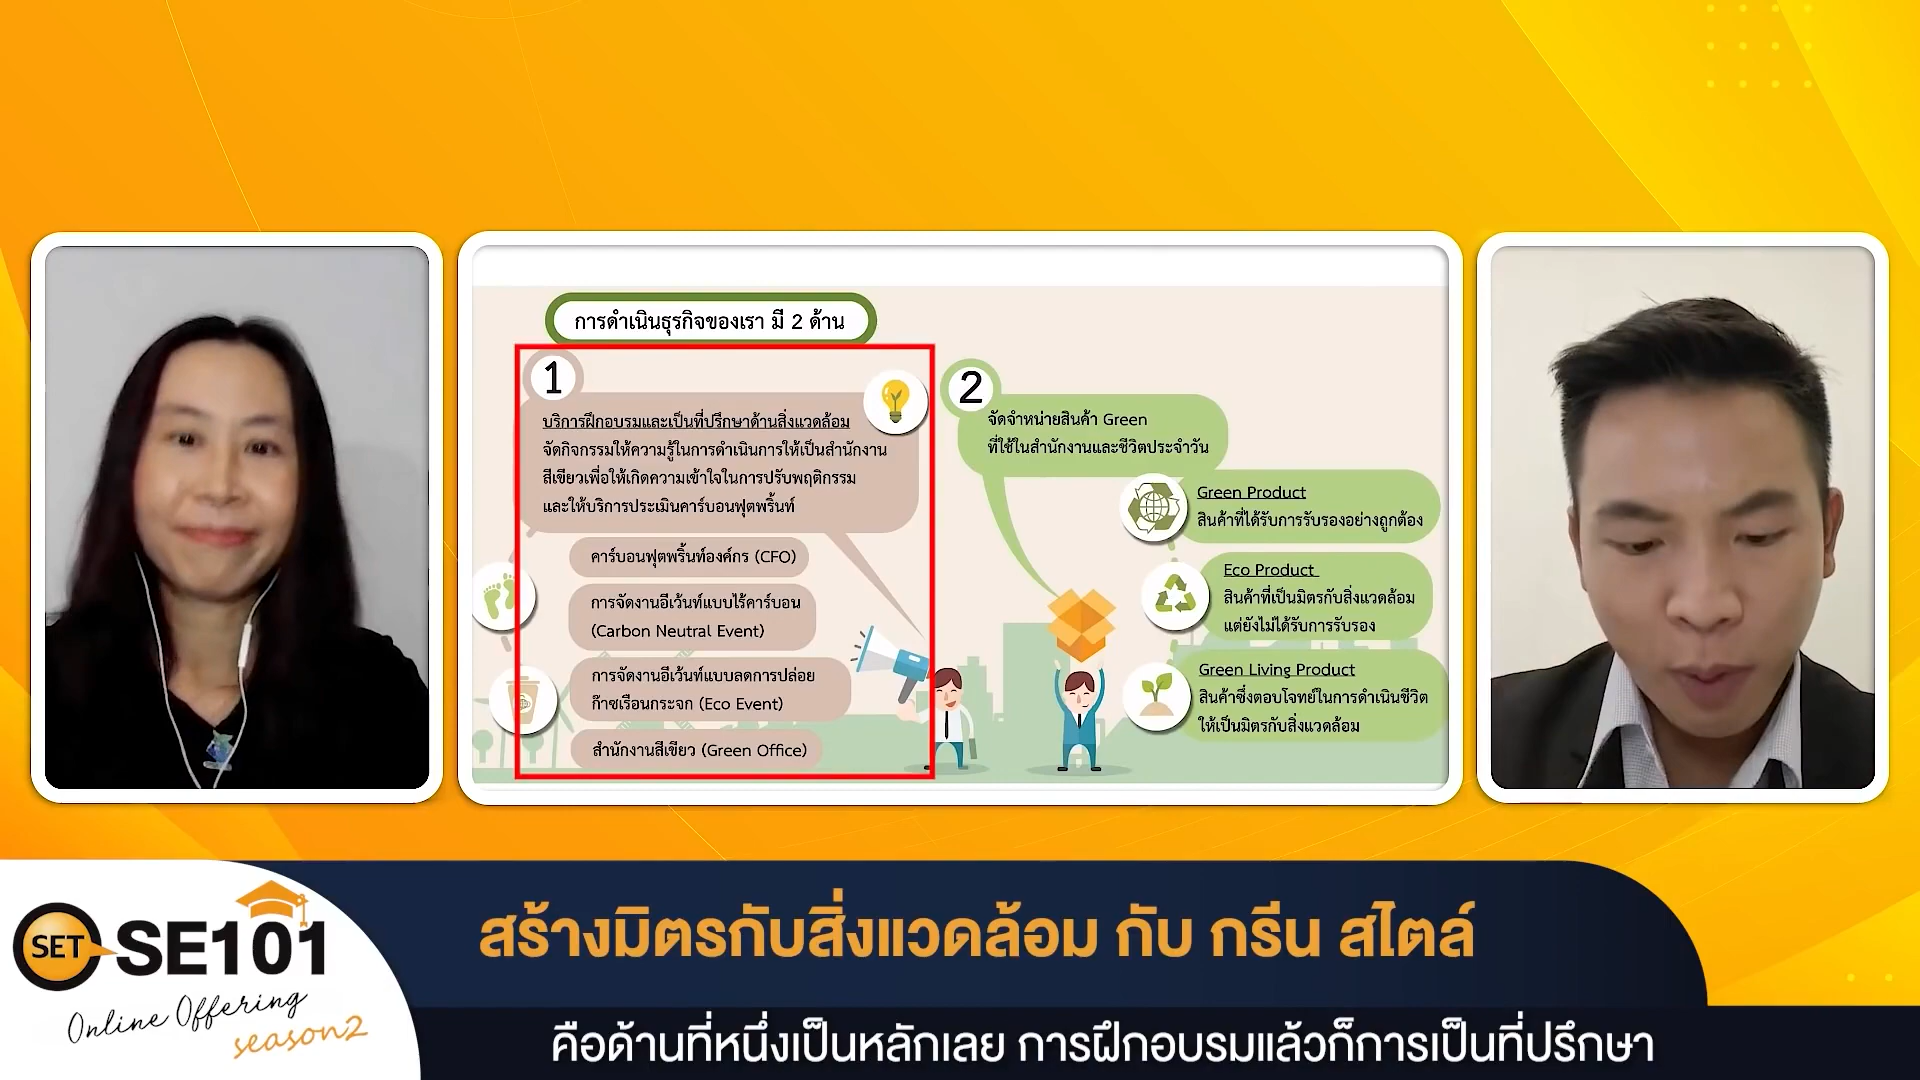 การดำเนินธุรกิจของเรา มี 2 ด้าน
1
บริการฝึกอบรมและเป็นที่ปรึกษาด้านสิ่งแวดล้อม
จัดกิจกรรมให้ความรู้ในการดำเนินการให้เป็นสำนักงาน
สีเขียวเพื่อให้เกิดความเข้าใจในการปรับพฤติกรรม
และให้บริการประเมินคาร์บอนฟุตพริ้นท์
คาร์บอนฟุตพริ้นท์องค์กร (CFO)
การจัดงานอีเว้นท์แบบไร้คาร์บอน
(Carbon Neutral Event)
การจัดงานอีเว้นท์แบบลดการปล่อย
ก๊าซเรือนกระจก (Eco Event)
สำนักงานสีเขียว (Green Office)
2
จัดจำหน่ายสินค้า Green
ที่ใช้ในสำนักงานและชีวิตประจำวัน
Green Product
สินค้าที่ได้รับการรับรองอย่างถูกต้อง
Eco Product
สินค้าที่เป็นมิตรกับสิ่งแวดล้อม
แต่ยังไม่ได้รับการรับรอง
Green Living Product
สินค้าซึ่งตอบโจทย์ในการดำเนินชีวิต
ให้เป็นมิตรกับสิ่งแวดล้อม
SET SE101
Online Offering
season2
สร้างมิตรกับสิ่งแวดล้อม กับ กรีน สไตล์
คือด้านที่หนึ่งเป็นหลักเลย การฝึกอบรมแล้วก็การเป็นที่ปรึกษา